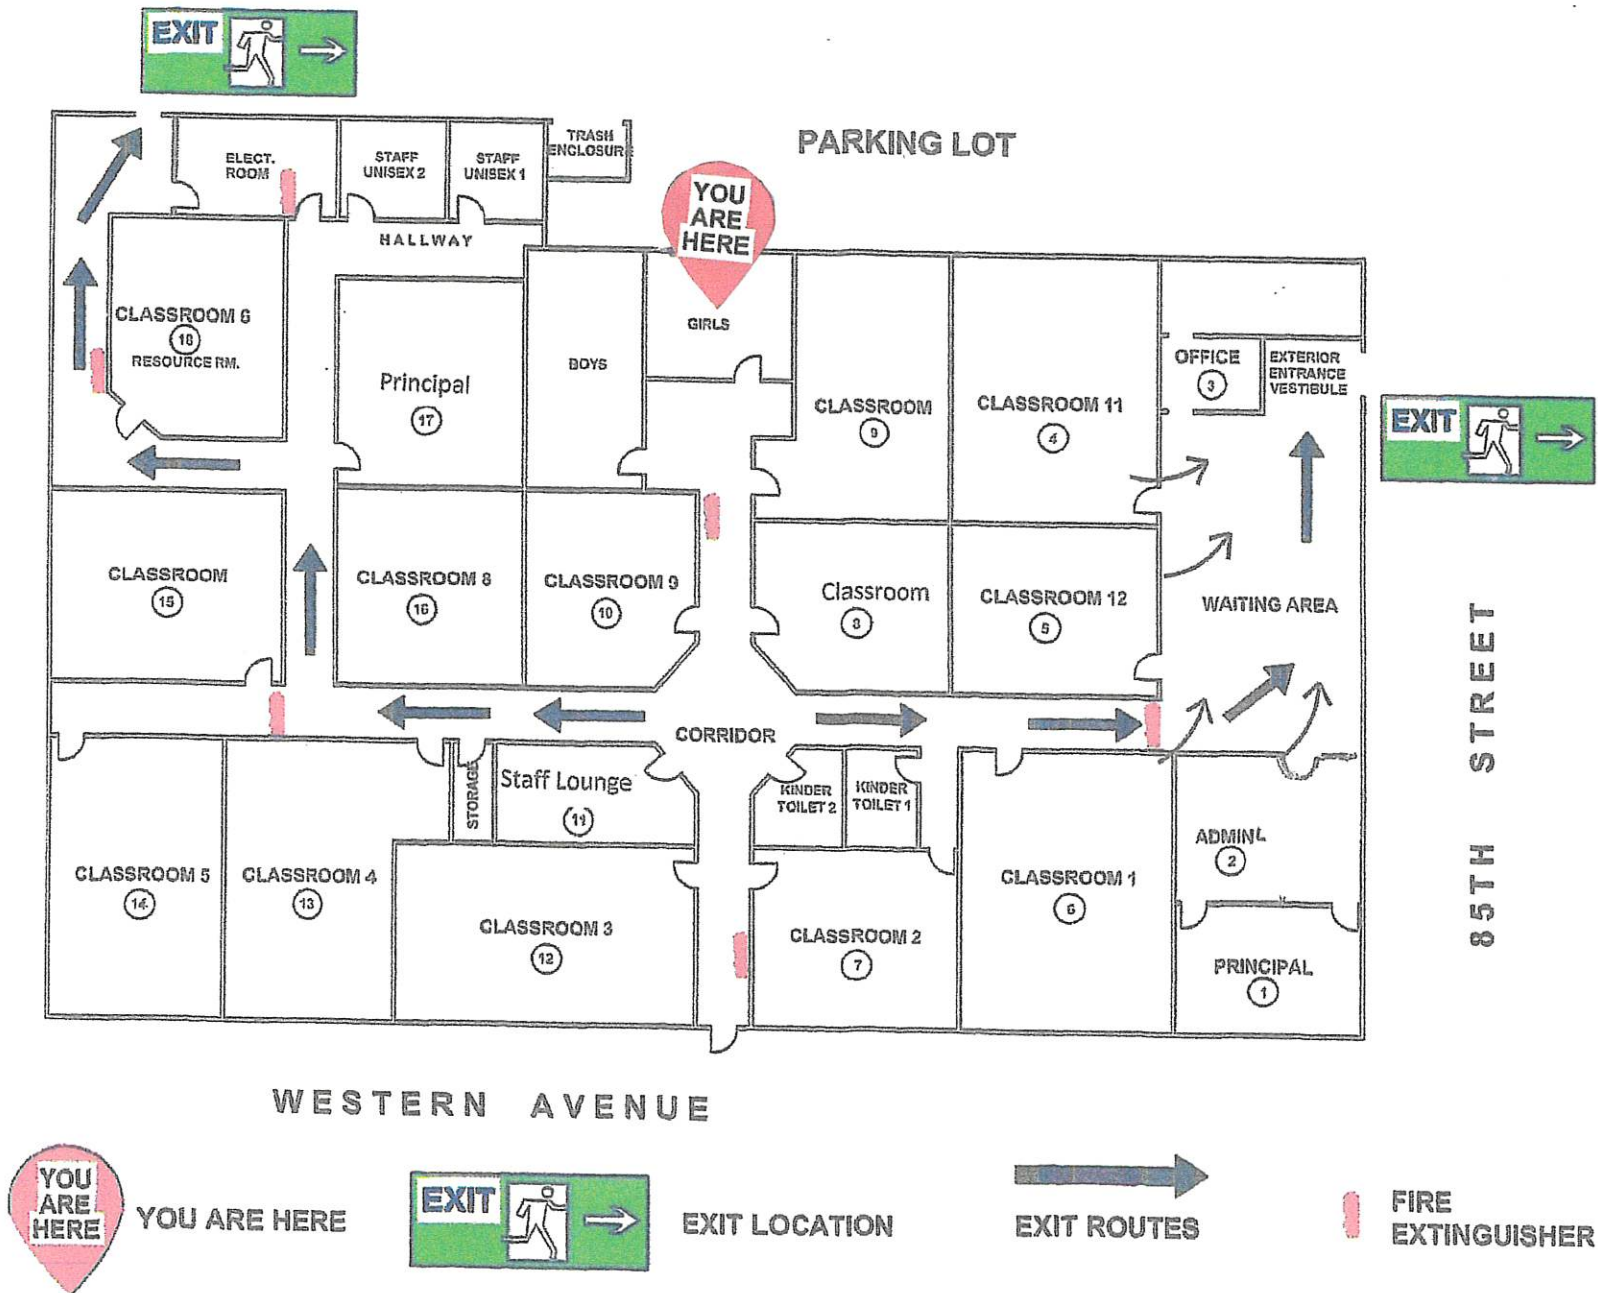 EXIT
PARKING LOT
TRASH
ENCLOSURE
ELECT.
ROOM
STAFF
UNISEX 2
STAFF
UNISEX 1
YOU
ARE
HERE
HALLWAY
CLASSROOM 6
18
RESOURCE RM.
Principal
17
BOYS
GIRLS
CLASSROOM
9
CLASSROOM 11
4
OFFICE
3
EXTERIOR
ENTRANCE
VESTIBULE
EXIT
CLASSROOM
15
CLASSROOM 8
16
CLASSROOM 9
10
Classroom
8
CLASSROOM 12
5
WAITING AREA
85TH STREET
CORRIDOR
STORAGE
Staff Lounge
11
KINDER
TOILET 2
KINDER
TOILET 1
CLASSROOM 5
14
CLASSROOM 4
13
CLASSROOM 3
12
CLASSROOM 2
7
CLASSROOM 1
6
ADMIN
2
PRINCIPAL
1
WESTERN AVENUE
YOU
ARE
HERE
YOU ARE HERE
EXIT
EXIT LOCATION
EXIT ROUTES
FIRE
EXTINGUISHER